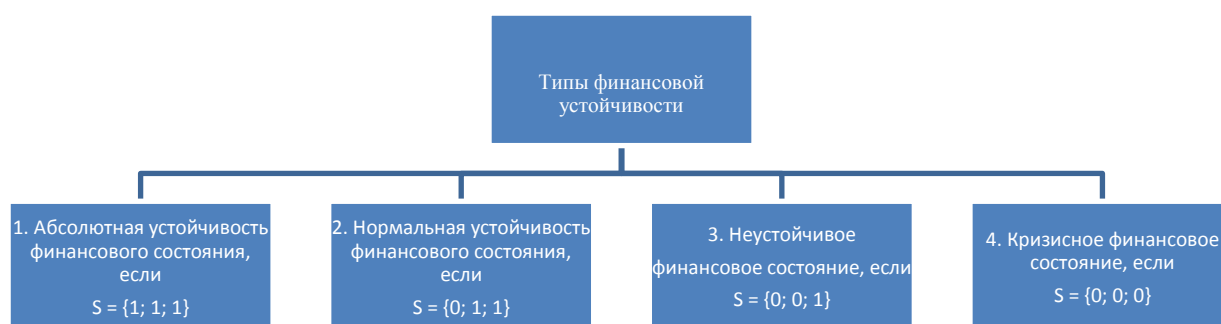 Типы финансовой
устойчивости
1. Абсолютная устойчивость
финансового состояния,
если
S = {1; 1; 1}
2. Нормальная устойчивость
финансового состояния,
если
S = {0; 1; 1}
3. Неустойчивое
финансовое состояние, если
S = {0; 0; 1}
4. Кризисное финансовое
состояние, если
S = {0; 0; 0}